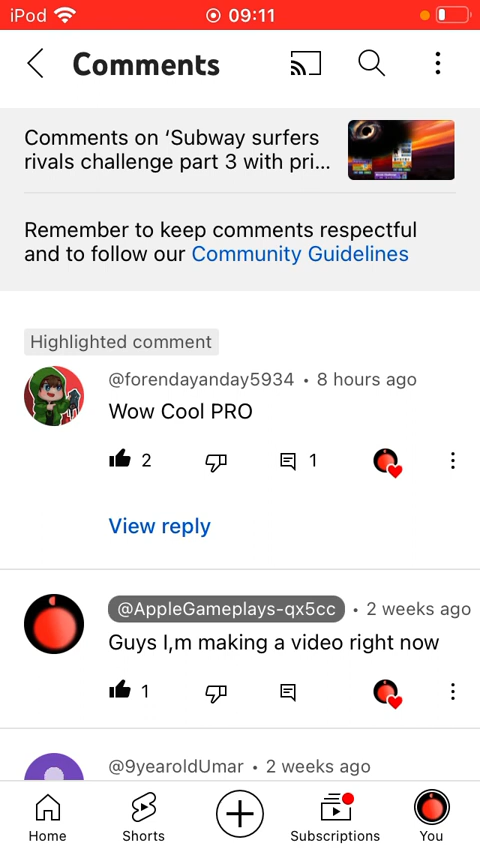 iPod 09:11
Comments
Comments on ‘Subway surfers
rivals challenge part 3 with pri...
Remember to keep comments respectful
and to follow our Community Guidelines
Highlighted comment
@forendayanday5934 • 8 hours ago
Wow Cool PRO
2 1
View reply
@AppleGameplays-qx5cc • 2 weeks ago
Guys I,m making a video right now
1
@9yearoldUmar • 2 weeks ago
Home Shorts Subscriptions You